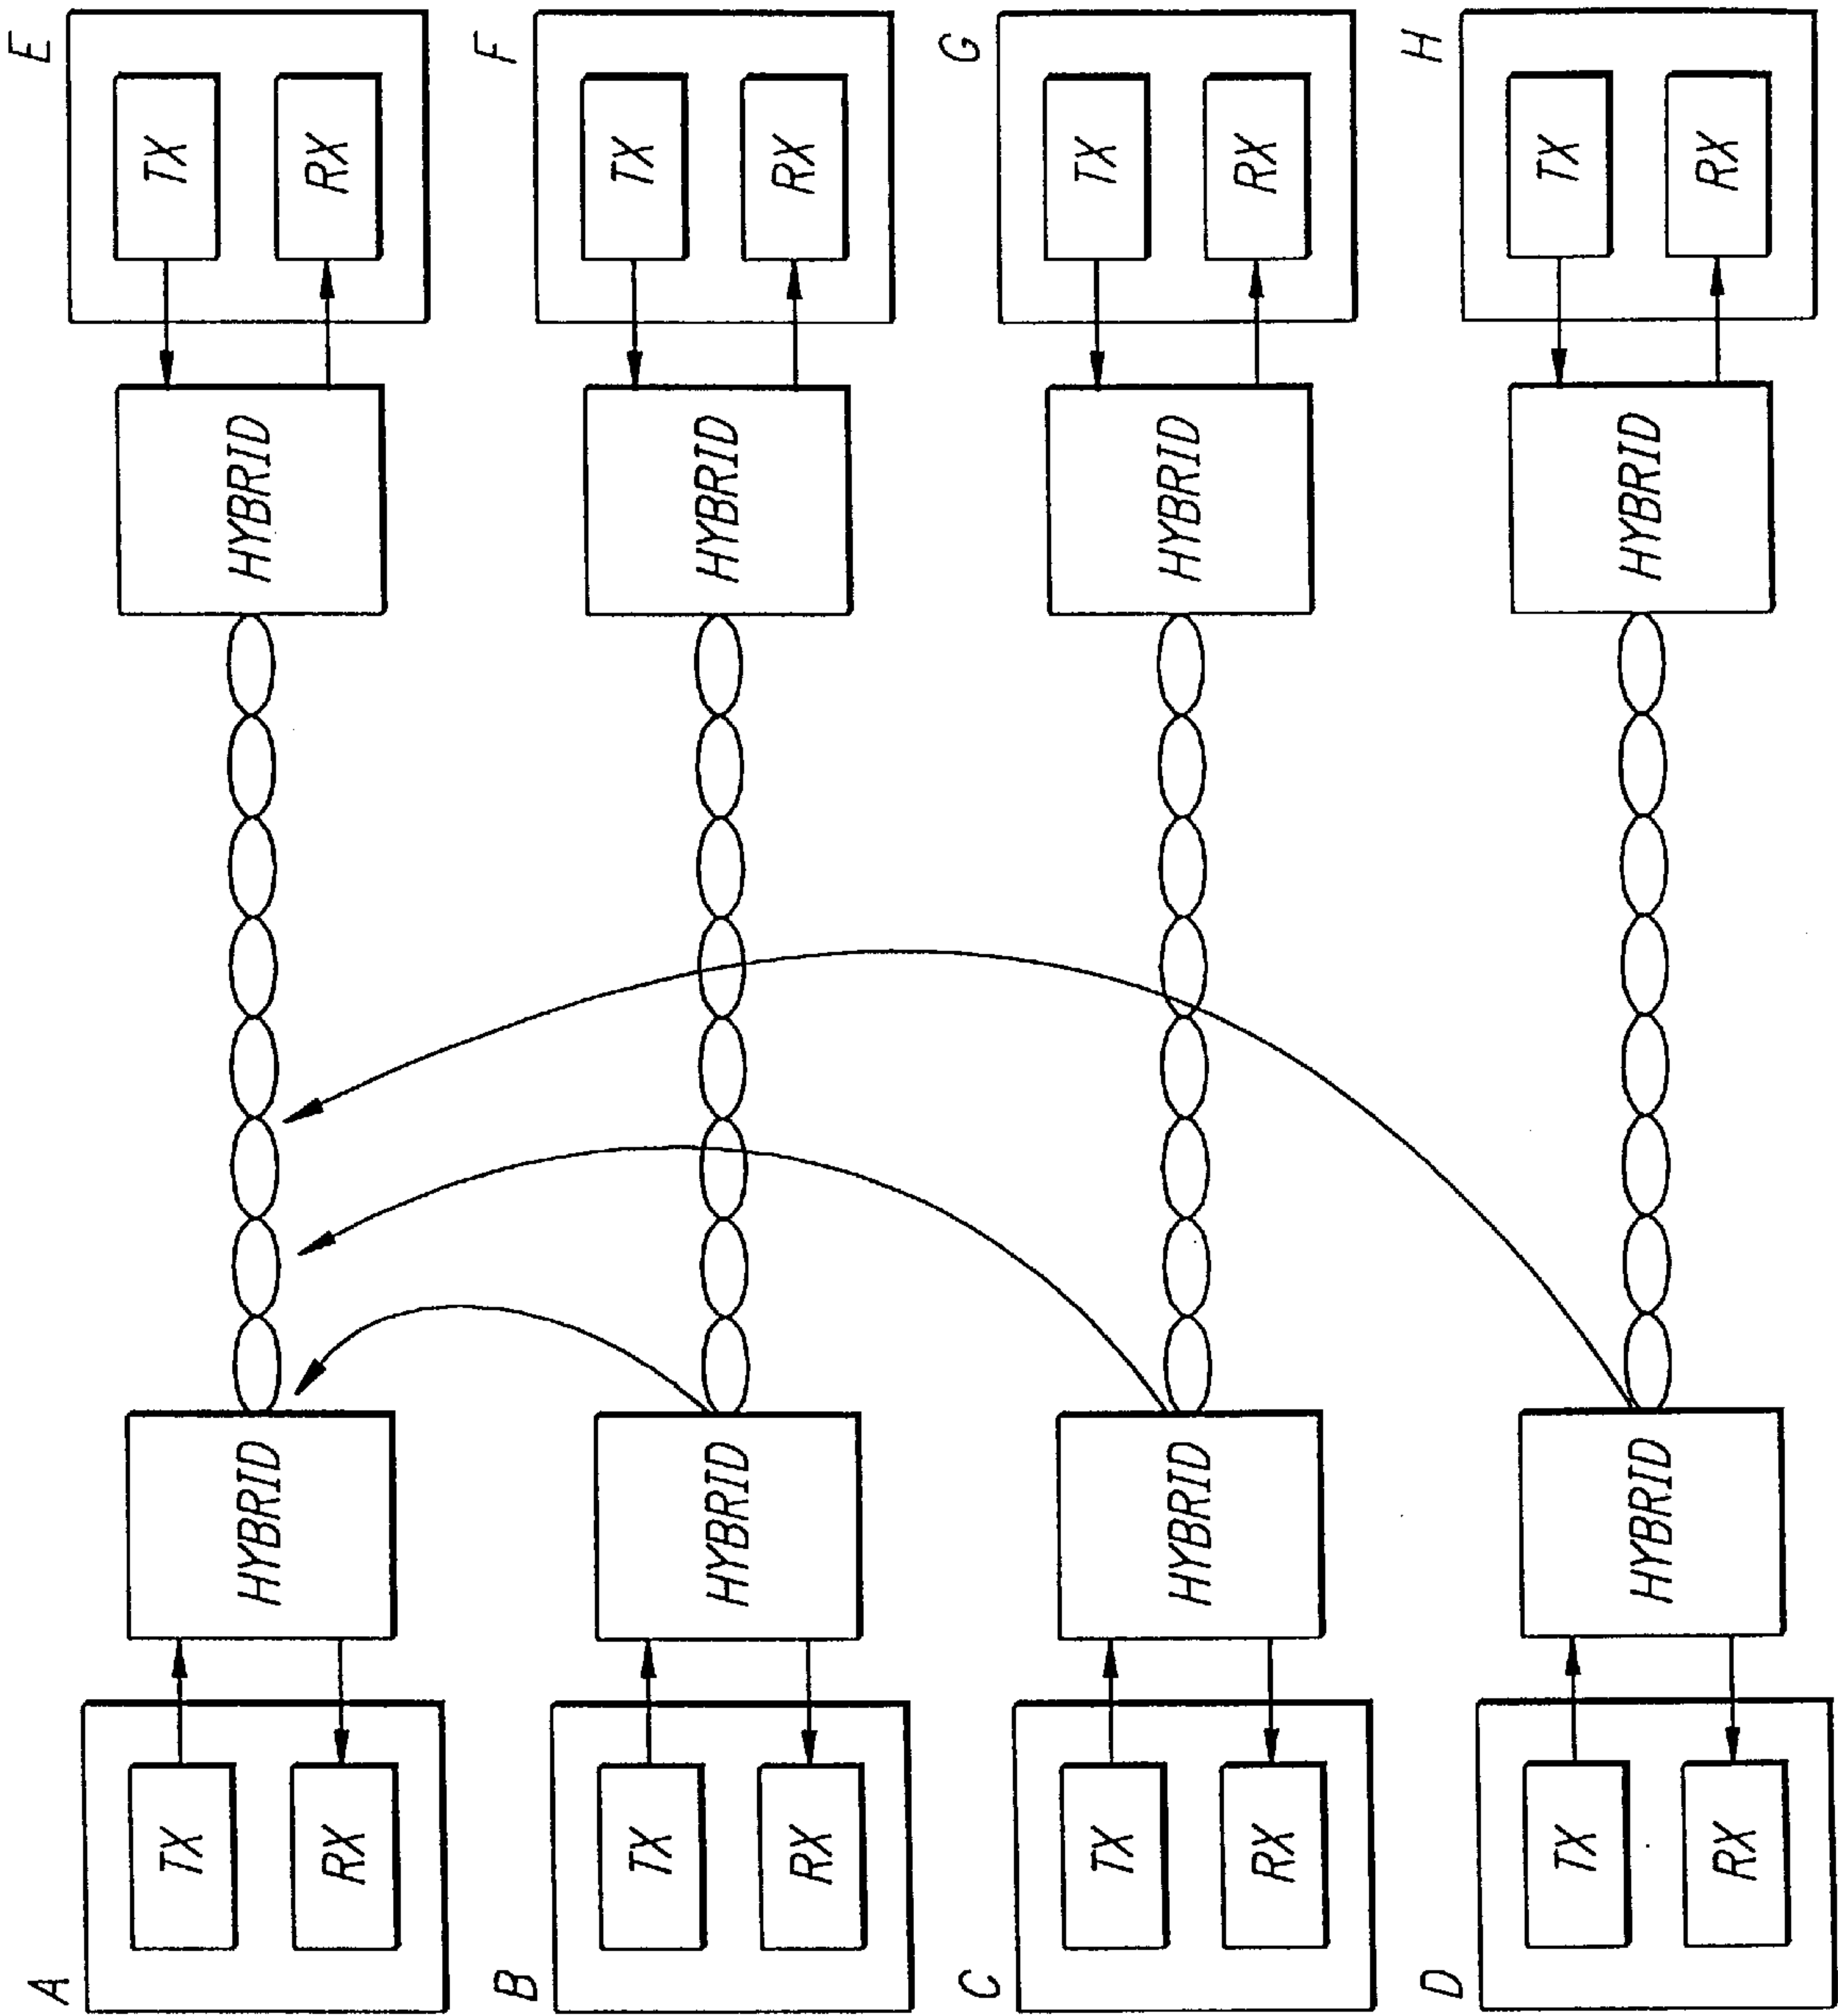 A
TX
RX
HYBRID
HYBRID
TX
RX
E
B
TX
RX
HYBRID
HYBRID
TX
RX
F
C
TX
RX
HYBRID
HYBRID
TX
RX
G
D
TX
RX
HYBRID
HYBRID
TX
RX
H